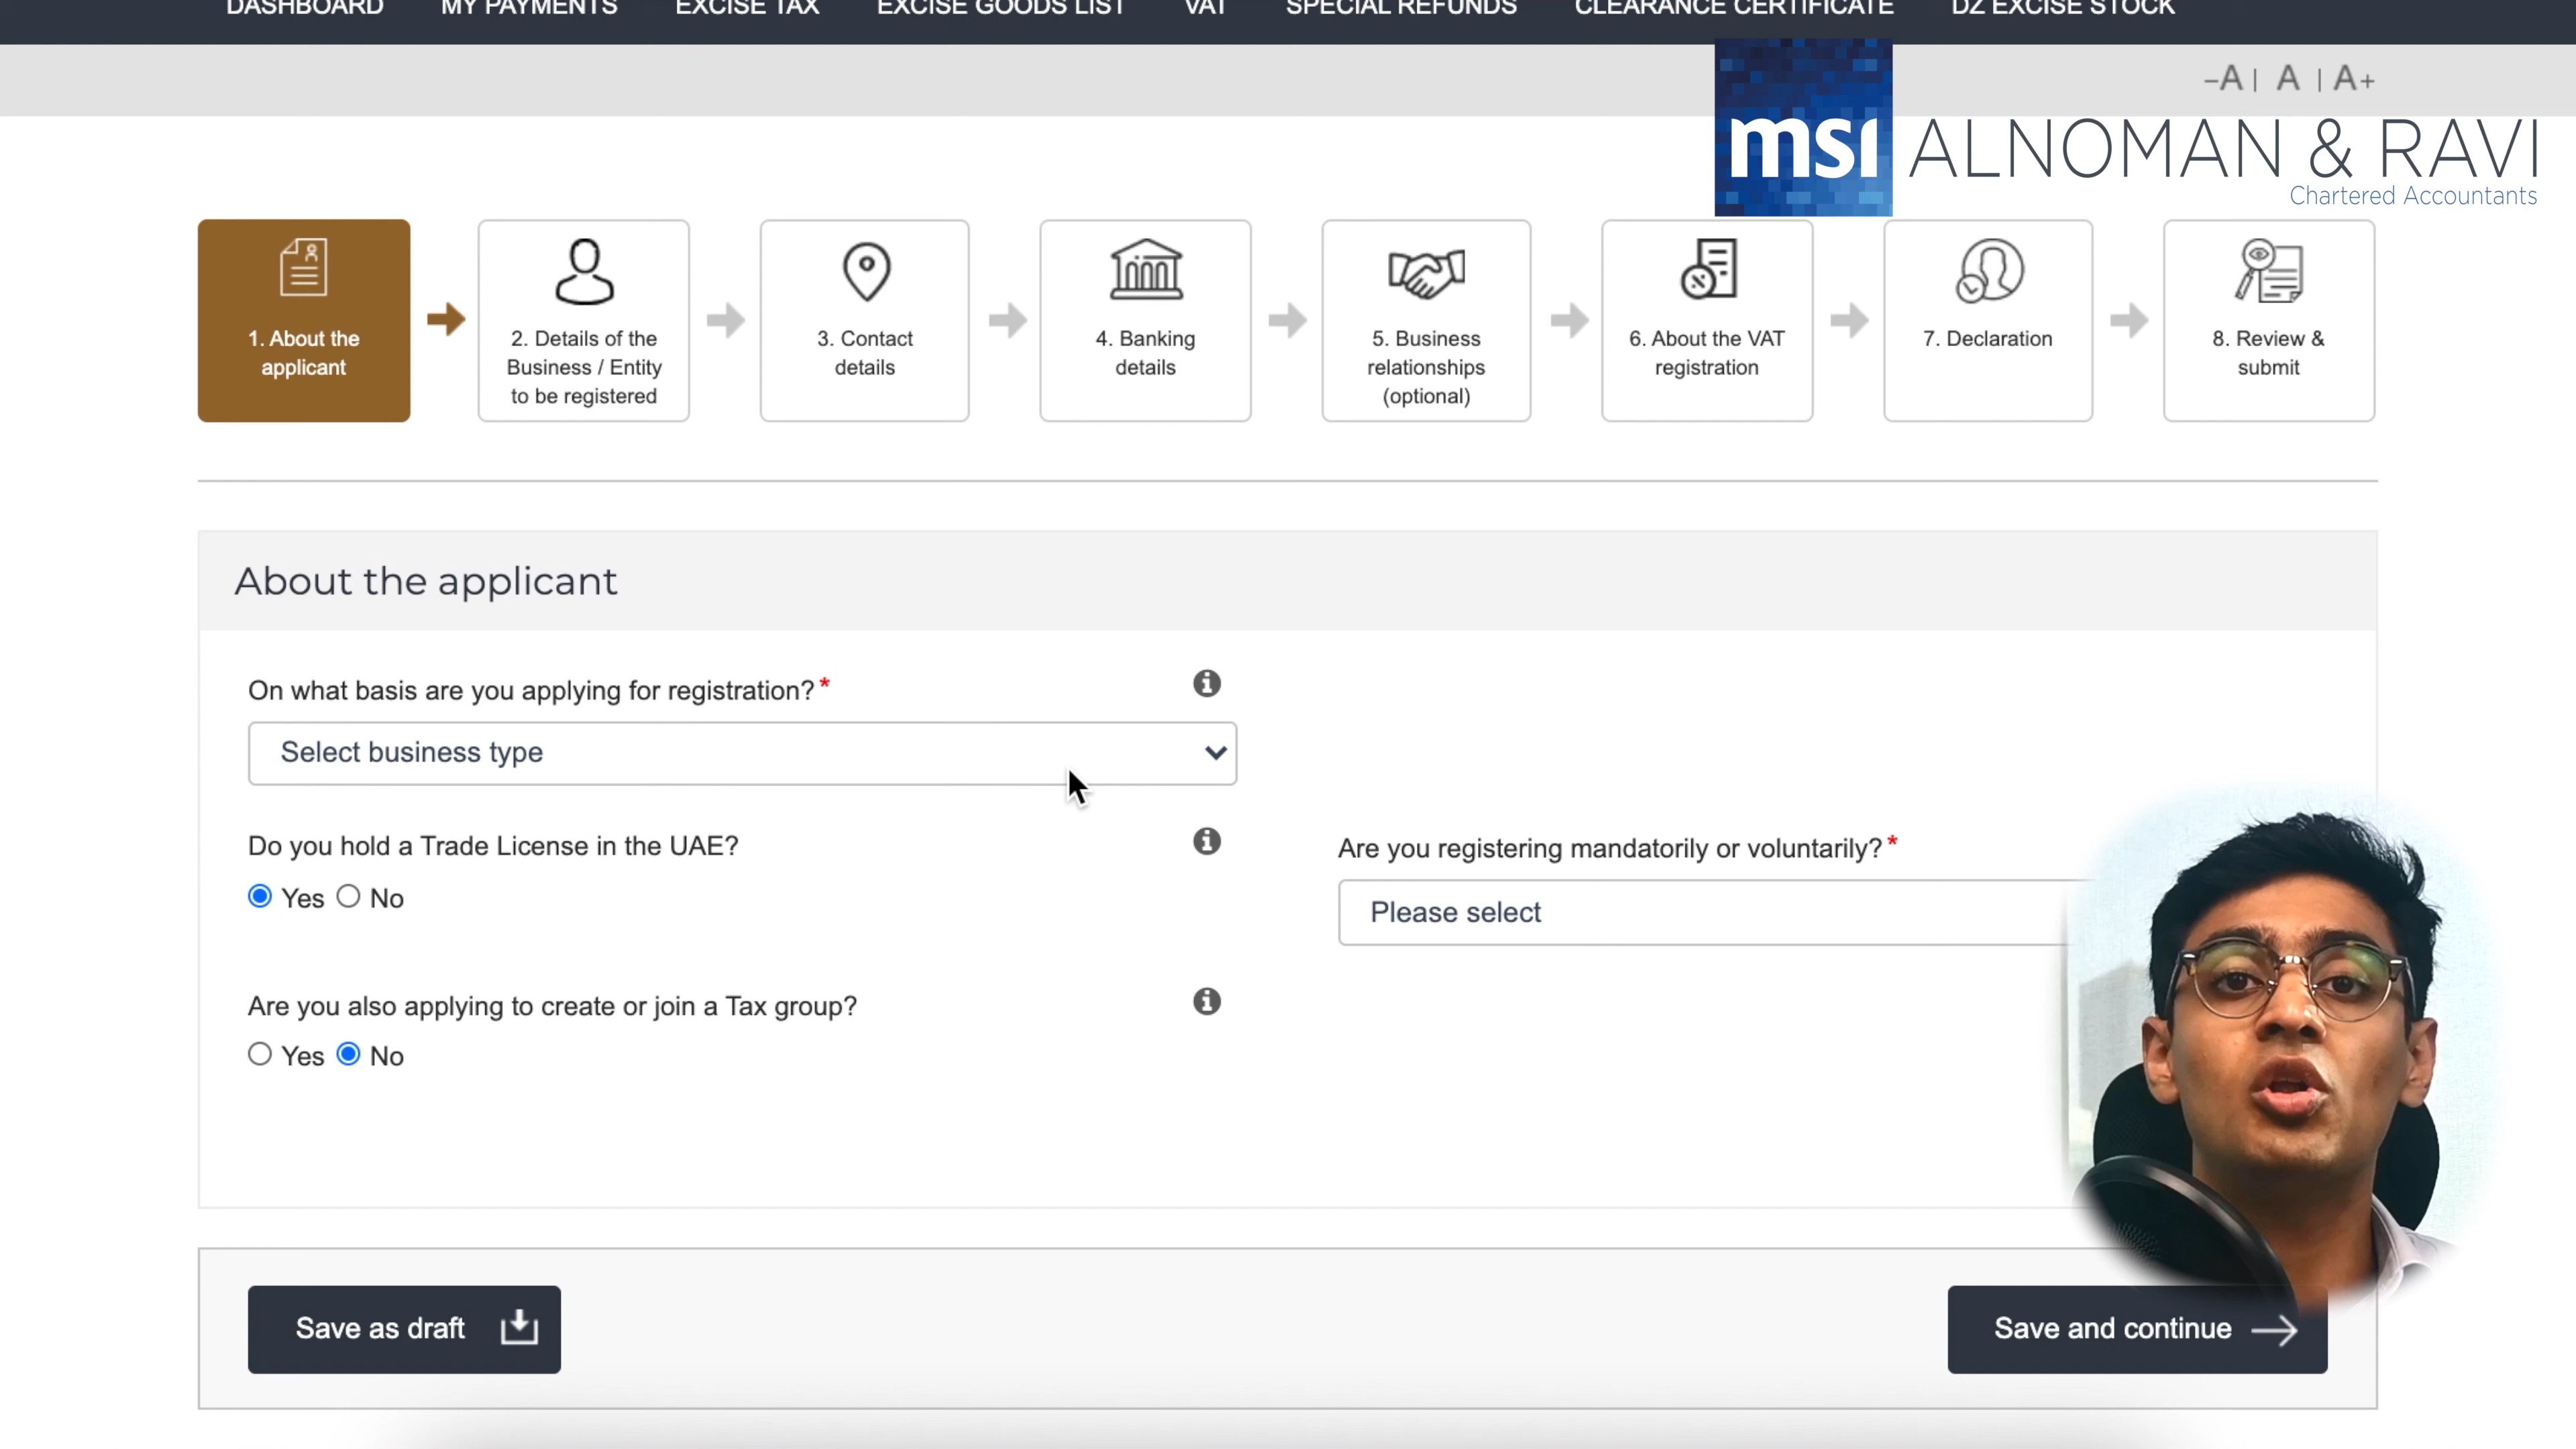 DASHBOARD MY PAYMENTS EXCISE TAX EXCISE GOODS LIST VAT SPECIAL REFUNDS CLEARANCE CERTIFICATE DZ EXCISE STOCK
-A | A | A+
msi ALNOMAN & RAVI
Chartered Accountants
1. About the
applicant
2. Details of the
Business / Entity
to be registered
3. Contact
details
4. Banking
details
5. Business
relationships
(optional)
6. About the VAT
registration
7. Declaration
8. Review &
submit
About the applicant
On what basis are you applying for registration?*
Select business type
Do you hold a Trade License in the UAE?
Yes No
Are you registering mandatorily or voluntarily?*
Please select
Are you also applying to create or join a Tax group?
Yes No
Save as draft
Save and continue